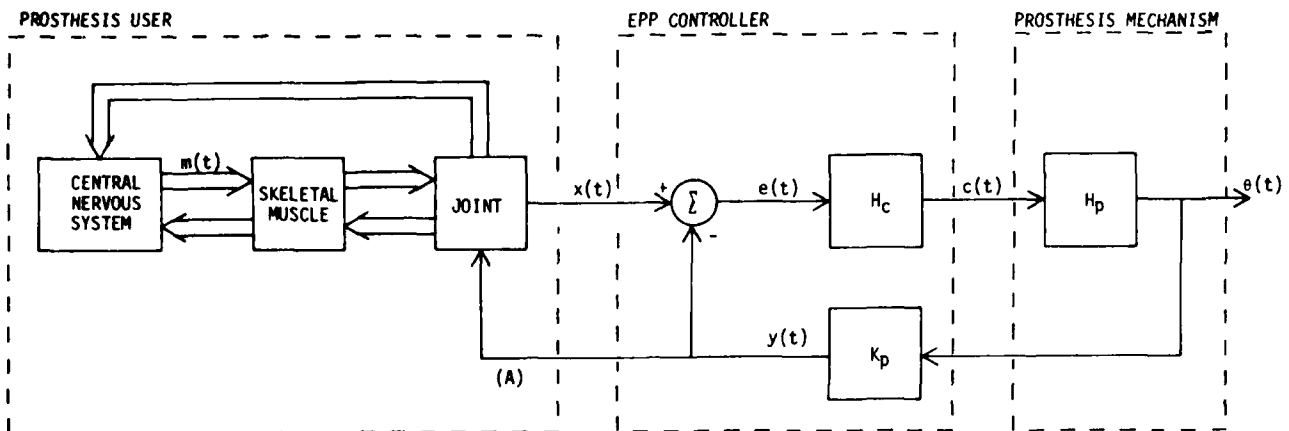 PROSTHESIS USER
EPP CONTROLLER
PROSTHESIS MECHANISM
CENTRAL
NERVOUS
SYSTEM
m(t)
SKELETAL
MUSCLE
JOINT
x(t)
+
Σ
-
e(t)
H_c
c(t)
H_p
θ(t)
(A)
y(t)
K_p